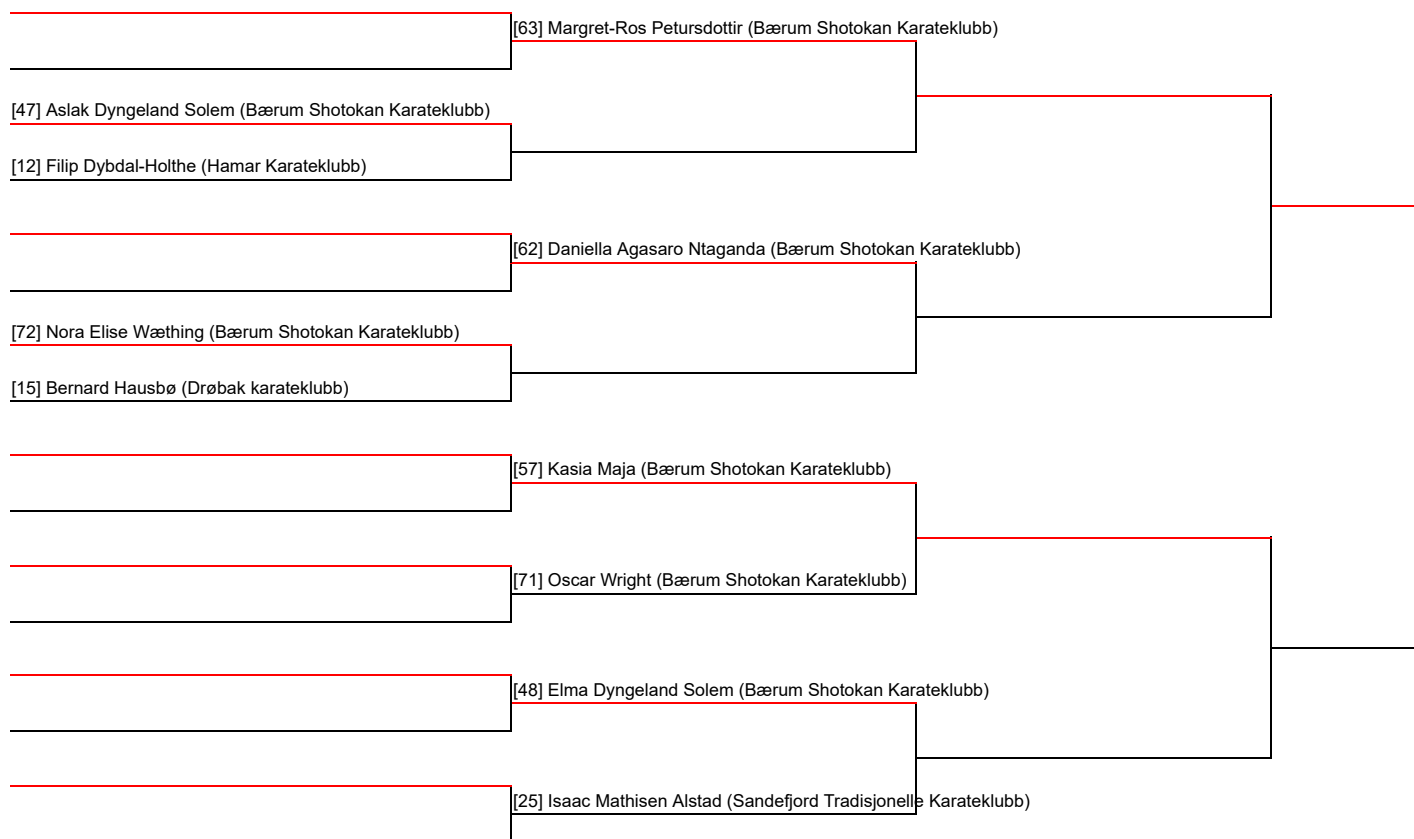 [63] Margret-Ros Petursdottir (Bærum Shotokan Karateklubb)
[47] Aslak Dyngeland Solem (Bærum Shotokan Karateklubb)
[12] Filip Dybdal-Holthe (Hamar Karateklubb)
[62] Daniella Agasaro Ntaganda (Bærum Shotokan Karateklubb)
[72] Nora Elise Wæthing (Bærum Shotokan Karateklubb)
[15] Bernard Hausbø (Drøbak karateklubb)
[57] Kasia Maja (Bærum Shotokan Karateklubb)
[71] Oscar Wright (Bærum Shotokan Karateklubb)
[48] Elma Dyngeland Solem (Bærum Shotokan Karateklubb)
[25] Isaac Mathisen Alstad (Sandefjord Tradisjonelle Karateklubb)